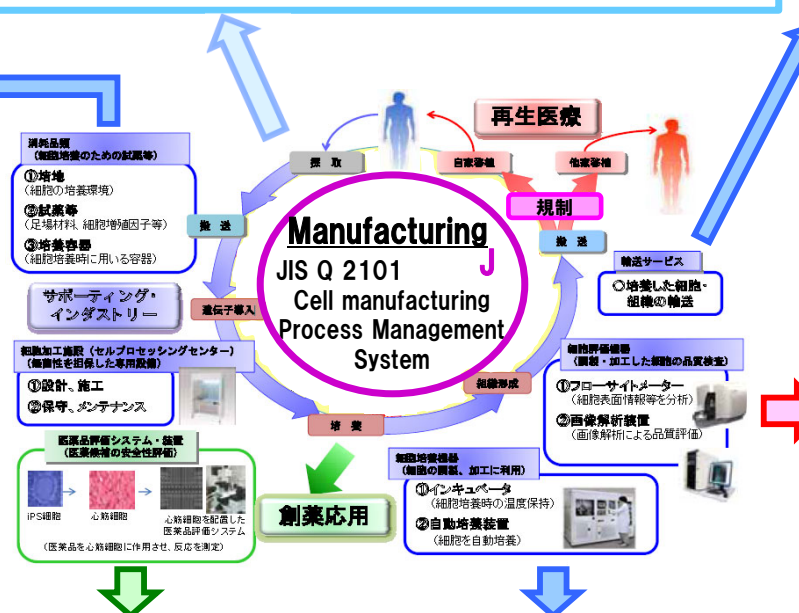 再生医療
採 取
自家移植
他家移植
消耗品類
(細胞培養のための試薬等)
①培地
(細胞の培養環境)
②試薬等
(足場材料、細胞増殖因子等)
③培養容器
(細胞培養時に用いる容器)
搬 送
規制
搬 送
Manufacturing
J
JIS Q 2101
Cell manufacturing
Process Management
System
輸送サービス
○培養した細胞・
組織の輸送
サポーティング・
インダストリー
遺伝子導入
細胞加工施設(セルプロセッシングセンター)
(無菌性を担保した専用設備)
①設計、施工
②保守、メンテナンス
細胞評価機器
(調製・加工した細胞の品質検査)
①フローサイトメーター
(細胞表面情報等を分析)
②画像解析装置
(画像解析による品質評価)
組織形成
培 養
医薬品評価システム・装置
(医薬候補の安全性評価)
iPS細胞
心筋細胞
心筋細胞を配置した
医薬品評価システム
(医薬品を心筋細胞に作用させ、反応を測定)
創薬応用
細胞培養機器
(細胞の調製、加工に利用)
①インキュベータ
(細胞培養時の温度保持)
②自動培養装置
(細胞を自動培養)